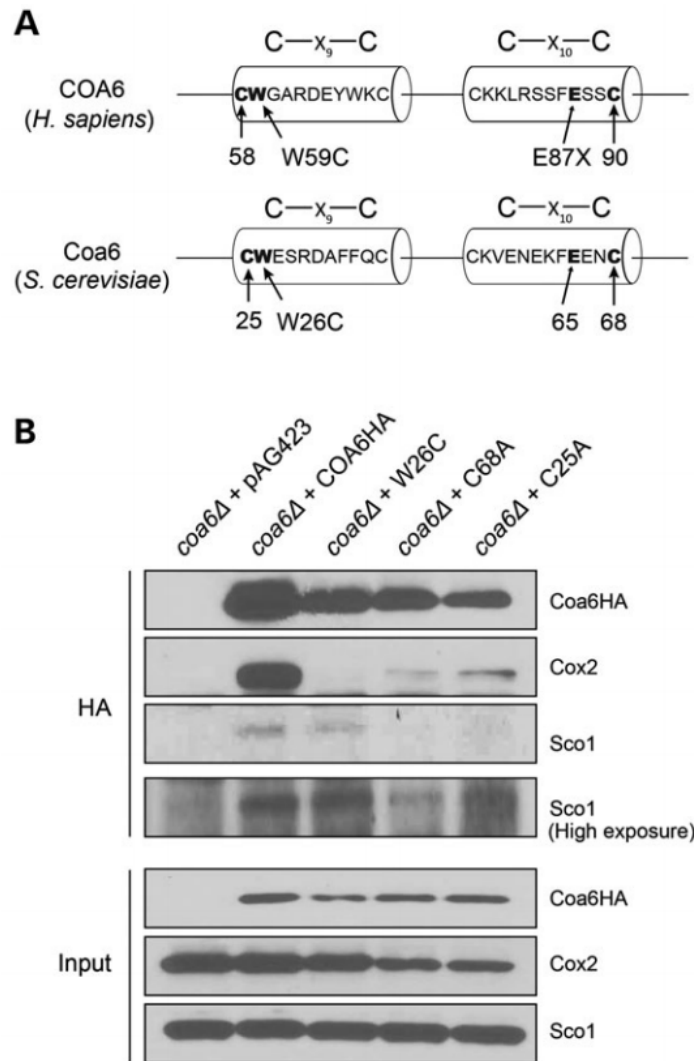 A
C—X9—C C—X10—C
COA6
(H. sapiens)
CWGARDEYWKC CKKLRSSFESSC
58 W59C E87X 90
C—X9—C C—X10—C
Coa6
(S. cerevisiae)
CWESRDAFFQC CKVENEKFEENC
25 W26C 65 68
B
coa6Δ + pAG423
coa6Δ + COA6HA
coa6Δ + W26C
coa6Δ + C68A
coa6Δ + C25A
HA
Coa6HA
Cox2
Sco1
Sco1
(High exposure)
Input
Coa6HA
Cox2
Sco1